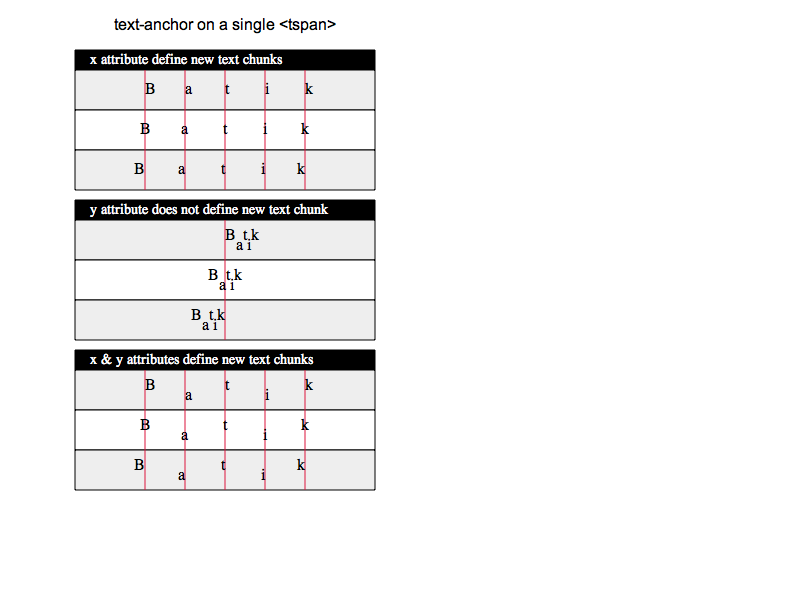 text-anchor on a single <tspan>
x attribute define new text chunks
B a t i k
B a t i k
B a t i k
y attribute does not define new text chunk
B a t i k
B a t i k
B a t i k
x & y attributes define new text chunks
B a t i k
B a t i k
B a t i k